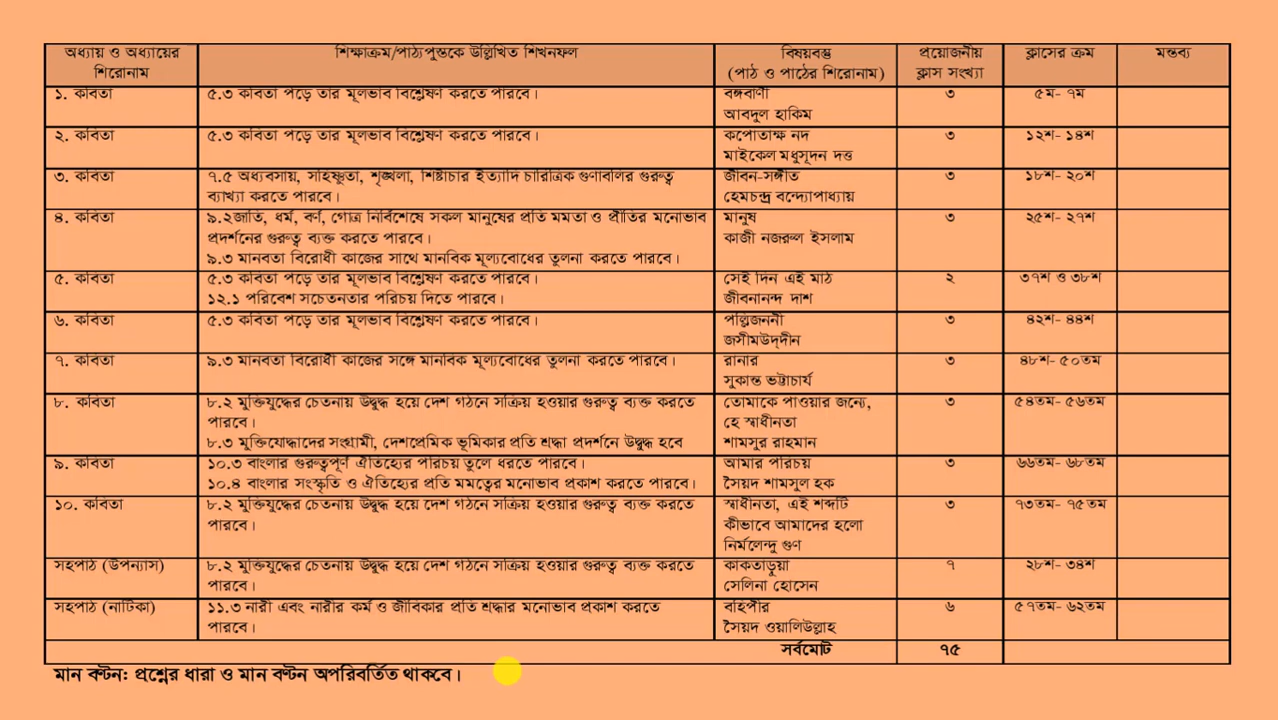 অধ্যায় ও অধ্যায়ের শিরোনাম শিক্ষাক্রম/পাঠ্যপুস্তকে উল্লিখিত শিখনফল বিষয়বস্তু (পাঠ ও পাঠের শিরোনাম) প্রয়োজনীয় ক্লাস সংখ্যা ক্লাসের ক্রম মন্তব্য
১. কবিতা ৫.৩ কবিতা পড়ে তার মূলভাব বিশ্লেষণ করতে পারবে। বঙ্গবাণী ৩ ৫ম- ৭ম
আবদুল হাকিম
২. কবিতা ৫.৩ কবিতা পড়ে তার মূলভাব বিশ্লেষণ করতে পারবে। কপোতাক্ষ নদ ৩ ১২শ- ১৪শ
মাইকেল মধুসূদন দত্ত
৩. কবিতা ৭.৫ অধ্যবসায়, সহিষ্ণুতা, শৃঙ্খলা, শিষ্টাচার ইত্যাদি চারিত্রিক গুণাবলির গুরুত্ব জীবন-সঙ্গীত ৩ ১৮শ- ২০শ
ব্যাখ্যা করতে পারবে। হেমচন্দ্র বন্দ্যোপাধ্যায়
৪. কবিতা ৯.২জাতি, ধর্ম, বর্ণ, গোত্র নির্বিশেষে সকল মানুষের প্রতি মমতা ও প্রীতির মনোভাব মানুষ ৩ ২৫শ- ২৭শ
প্রদর্শনের গুরুত্ব ব্যক্ত করতে পারবে। কাজী নজরুল ইসলাম
৯.৩ মানবতা বিরোধী কাজের সাথে মানবিক মূল্যবোধের তুলনা করতে পারবে।
৫. কবিতা ৫.৩ কবিতা পড়ে তার মূলভাব বিশ্লেষণ করতে পারবে। সেই দিন এই মাঠ ২ ৩৭শ ও ৩৮শ
১২.১ পরিবেশ সচেতনতার পরিচয় দিতে পারবে। জীবনানন্দ দাশ
৬. কবিতা ৫.৩ কবিতা পড়ে তার মূলভাব বিশ্লেষণ করতে পারবে। পল্লিজননী ৩ ৪২শ- ৪৪শ
জসীমউদ্‌দীন
৭. কবিতা ৯.৩ মানবতা বিরোধী কাজের সঙ্গে মানবিক মূল্যবোধের তুলনা করতে পারবে। রানার ৩ ৪৮শ- ৫০তম
সুকান্ত ভট্টাচার্য
৮. কবিতা ৮.২ মুক্তিযুদ্ধের চেতনায় উদ্বুদ্ধ হয়ে দেশ গঠনে সক্রিয় হওয়ার গুরুত্ব ব্যক্ত করতে তোমাকে পাওয়ার জন্যে, ৩ ৫৪তম- ৫৬তম
পারবে। হে স্বাধীনতা
৮.৩ মুক্তিযোদ্ধাদের সংগ্রামী, দেশপ্রেমিক ভূমিকার প্রতি শ্রদ্ধা প্রদর্শনে উদ্বুদ্ধ হবে শামসুর রাহমান
৯. কবিতা ১০.৩ বাংলার গুরুত্বপূর্ণ ঐতিহ্যের পরিচয় তুলে ধরতে পারবে। আমার পরিচয় ৩ ৬৬তম- ৬৮তম
১০.৪ বাংলার সংস্কৃতি ও ঐতিহ্যের প্রতি মমত্বের মনোভাব প্রকাশ করতে পারবে। সৈয়দ শামসুল হক
১০. কবিতা ৮.২ মুক্তিযুদ্ধের চেতনায় উদ্বুদ্ধ হয়ে দেশ গঠনে সক্রিয় হওয়ার গুরুত্ব ব্যক্ত করতে স্বাধীনতা, এই শব্দটি ৩ ৭৩তম- ৭৫তম
পারবে। কীভাবে আমাদের হলো
নির্মলেন্দু গুণ
সহপাঠ (উপন্যাস) ৮.২ মুক্তিযুদ্ধের চেতনায় উদ্বুদ্ধ হয়ে দেশ গঠনে সক্রিয় হওয়ার গুরুত্ব ব্যক্ত করতে কাকতাড়ুয়া ৭ ২৮শ- ৩৪শ
পারবে। সেলিনা হোসেন
সহপাঠ (নাটিকা) ১১.৩ নারী এবং নারীর কর্ম ও জীবিকার প্রতি শ্রদ্ধার মনোভাব প্রকাশ করতে বহিপীর ৬ ৫৭তম- ৬২তম
পারবে। সৈয়দ ওয়ালিউল্লাহ
সর্বমোট ৭৫
মান বণ্টন: প্রশ্নের ধারা ও মান বণ্টন অপরিবর্তিত থাকবে।